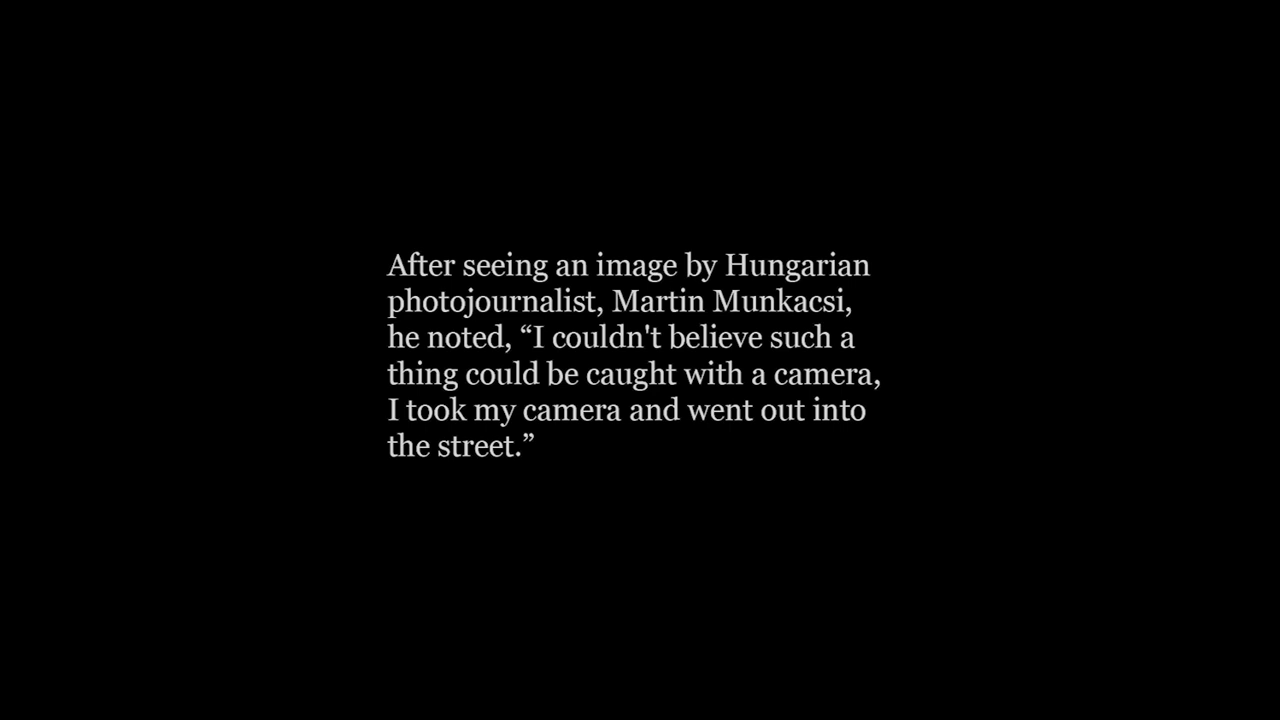 After seeing an image by Hungarian
photojournalist, Martin Munkacsi,
he noted, “I couldn't believe such a
thing could be caught with a camera,
I took my camera and went out into
the street.”